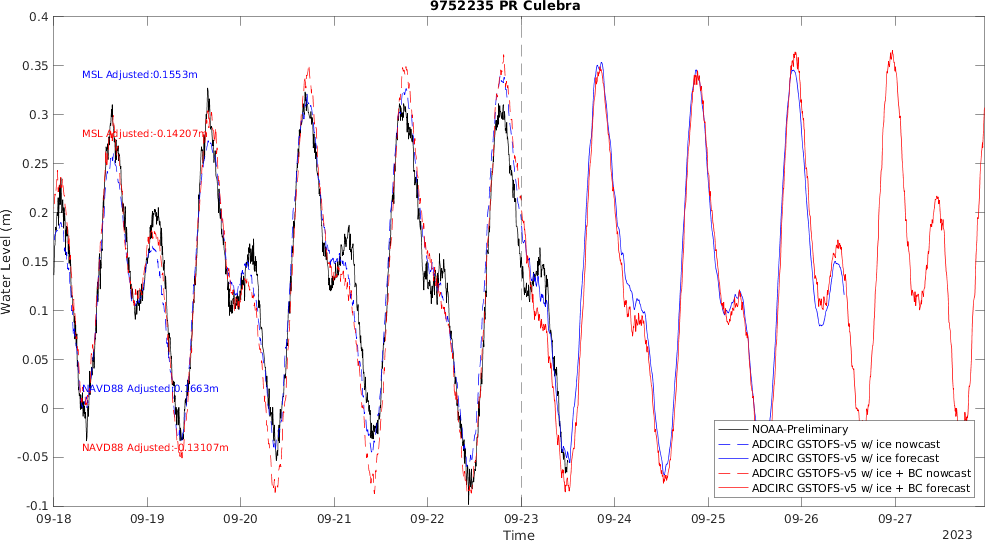 9752235 PR Culebra
0.4
0.35
0.3
0.25
0.2
0.15
0.1
0.05
0
-0.05
-0.1
Water Level (m)
MSL Adjusted:0.1553m
MSL Adjusted:-0.14207m
NAVD88 Adjusted:0.1663m
NAVD88 Adjusted:-0.13107m
NOAA-Preliminary
ADCIRC GSTOFS-v5 w/ ice nowcast
ADCIRC GSTOFS-v5 w/ ice forecast
ADCIRC GSTOFS-v5 w/ ice + BC nowcast
ADCIRC GSTOFS-v5 w/ ice + BC forecast
09-18 09-19 09-20 09-21 09-22 09-23 09-24 09-25 09-26 09-27
Time
2023